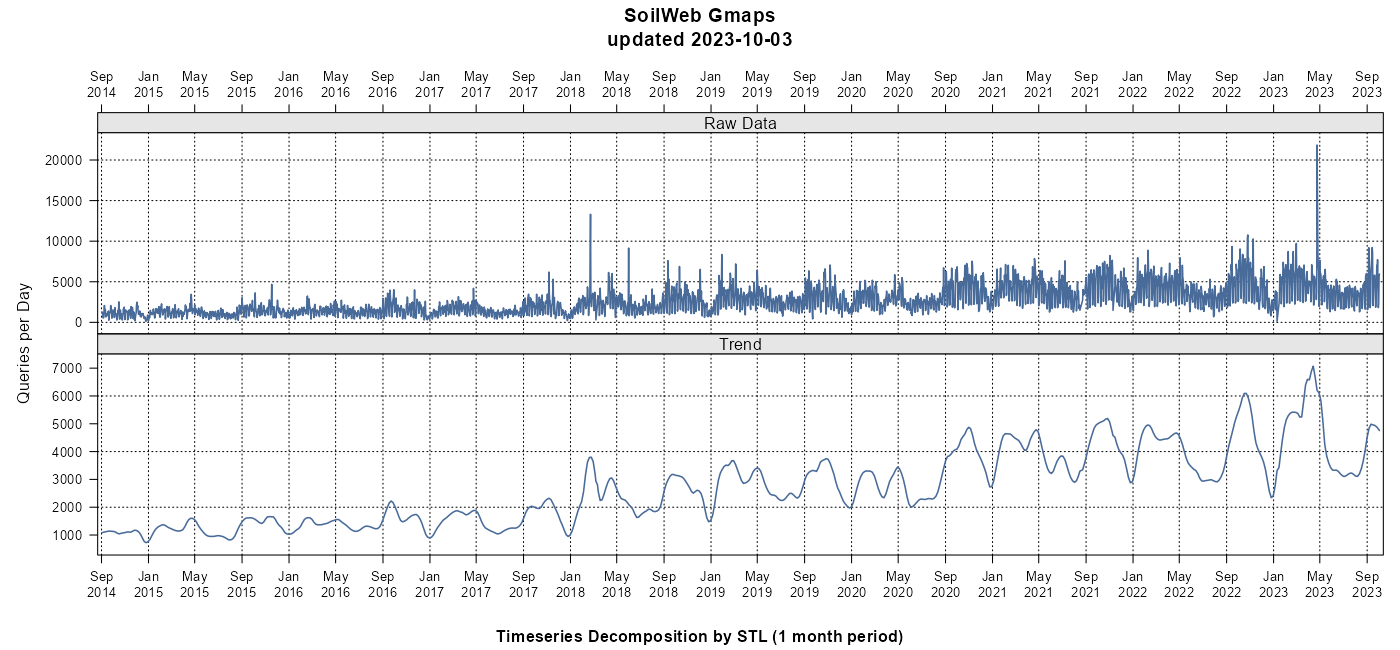 SoilWeb Gmaps
updated 2023-10-03
Sep Jan May Sep Jan May Sep Jan May Sep Jan May Sep Jan May Sep Jan May Sep Jan May Sep Jan May Sep Jan May Sep
2014 2015 2015 2015 2016 2016 2016 2017 2017 2017 2018 2018 2018 2019 2019 2019 2020 2020 2020 2021 2021 2021 2022 2022 2022 2023 2023 2023
Raw Data
20000
15000
10000
5000
0
Queries per Day
Trend
7000
6000
5000
4000
3000
2000
1000
Sep Jan May Sep Jan May Sep Jan May Sep Jan May Sep Jan May Sep Jan May Sep Jan May Sep Jan May Sep Jan May Sep
2014 2015 2015 2015 2016 2016 2016 2017 2017 2017 2018 2018 2018 2019 2019 2019 2020 2020 2020 2021 2021 2021 2022 2022 2022 2023 2023 2023
Timeseries Decomposition by STL (1 month period)